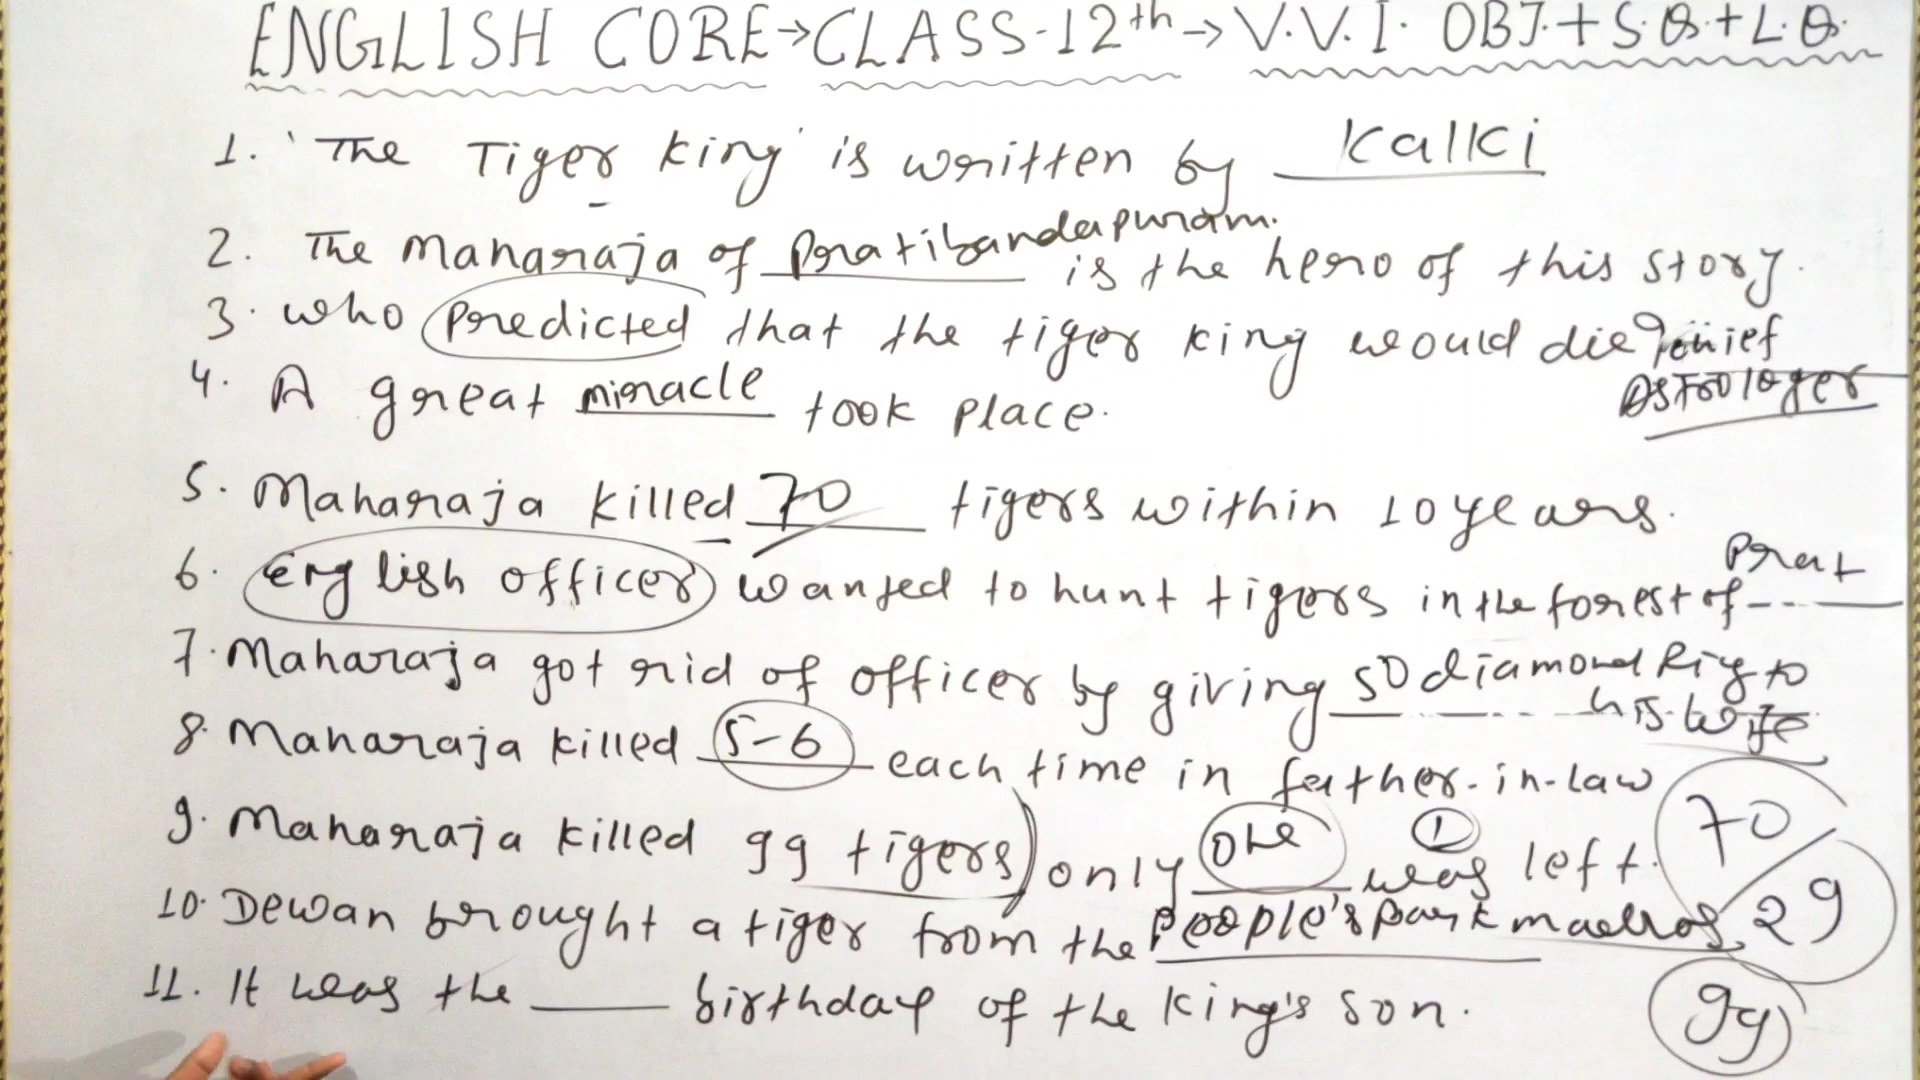 ENGLISH CORE→CLASS-12th→V.V.I. OBJ.+S.Q.+L.Q.
1. 'The Tiger king' is written by Kalki
2. The Maharaja of Pratibandapuram. is the hero of this story.
3. who predicted that the tiger king would die? chief
Astrologer
4. A great miracle took place.
5. Maharaja killed 70 tigers within 10 years.
6. English officer wanted to hunt tigers in the forest of Prat
7. Maharaja got rid of officer by giving 50 diamond Ring to
his wife
8. Maharaja killed 5-6 each time in father-in-law
9. Maharaja killed 99 tigers) only one was left. 1
70
10. Dewan brought a tiger from the People's park madras 29
11. It was the ____ birthday of the king's son.
99